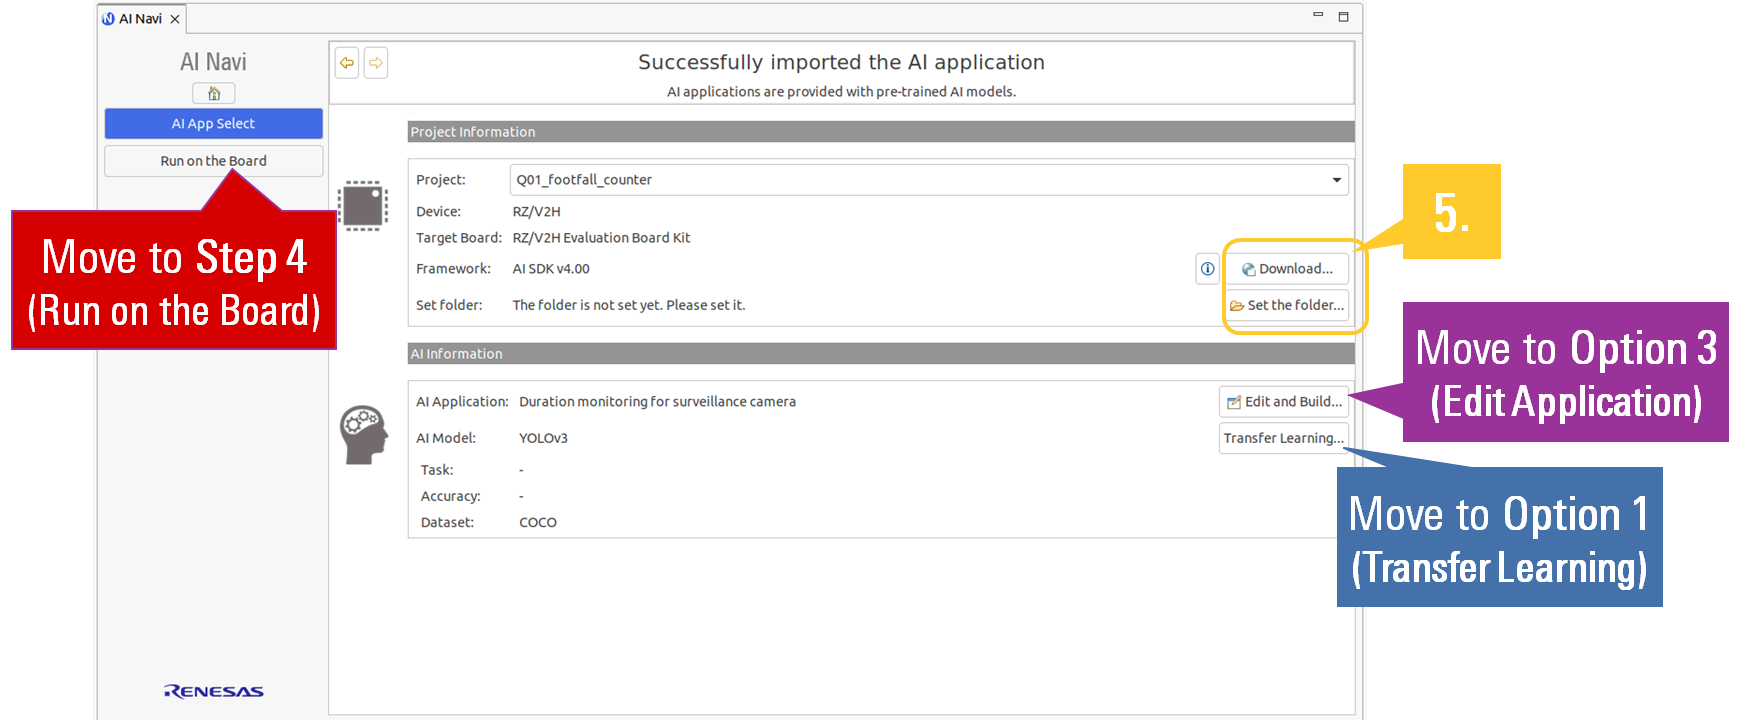 AI Navi
AI Navi
AI App Select
Run on the Board
Move to Step 4
(Run on the Board)
RENESAS
Successfully imported the AI application
AI applications are provided with pre-trained AI models.
Project Information
Project: Q01_footfall_counter
Device: RZ/V2H
Target Board: RZ/V2H Evaluation Board Kit
Framework: AI SDK v4.00 Download...
Set folder: The folder is not set yet. Please set it. Set the folder...
5.
AI Information
AI Application: Duration monitoring for surveillance camera Edit and Build...
AI Model: YOLOv3 Transfer Learning...
Task: -
Accuracy: -
Dataset: COCO
Move to Option 3
(Edit Application)
Move to Option 1
(Transfer Learning)